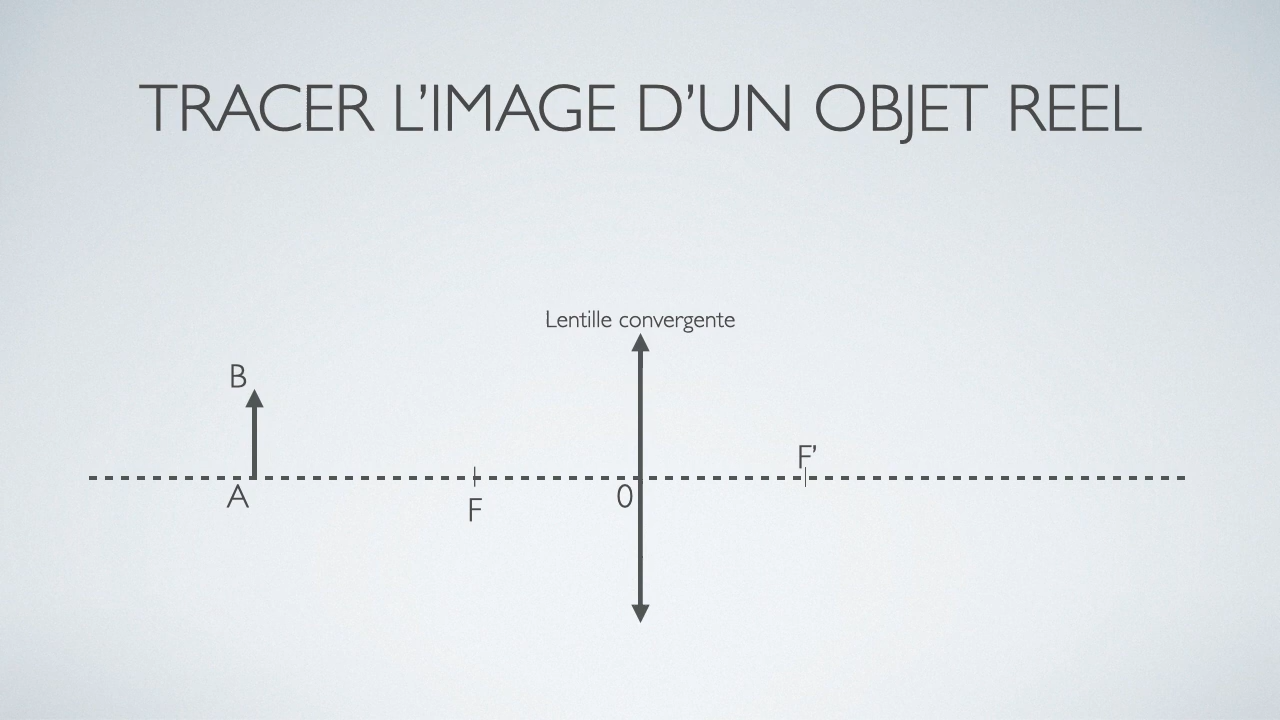 TRACER L’IMAGE D’UN OBJET REEL
Lentille convergente
B
F’
A
F
0